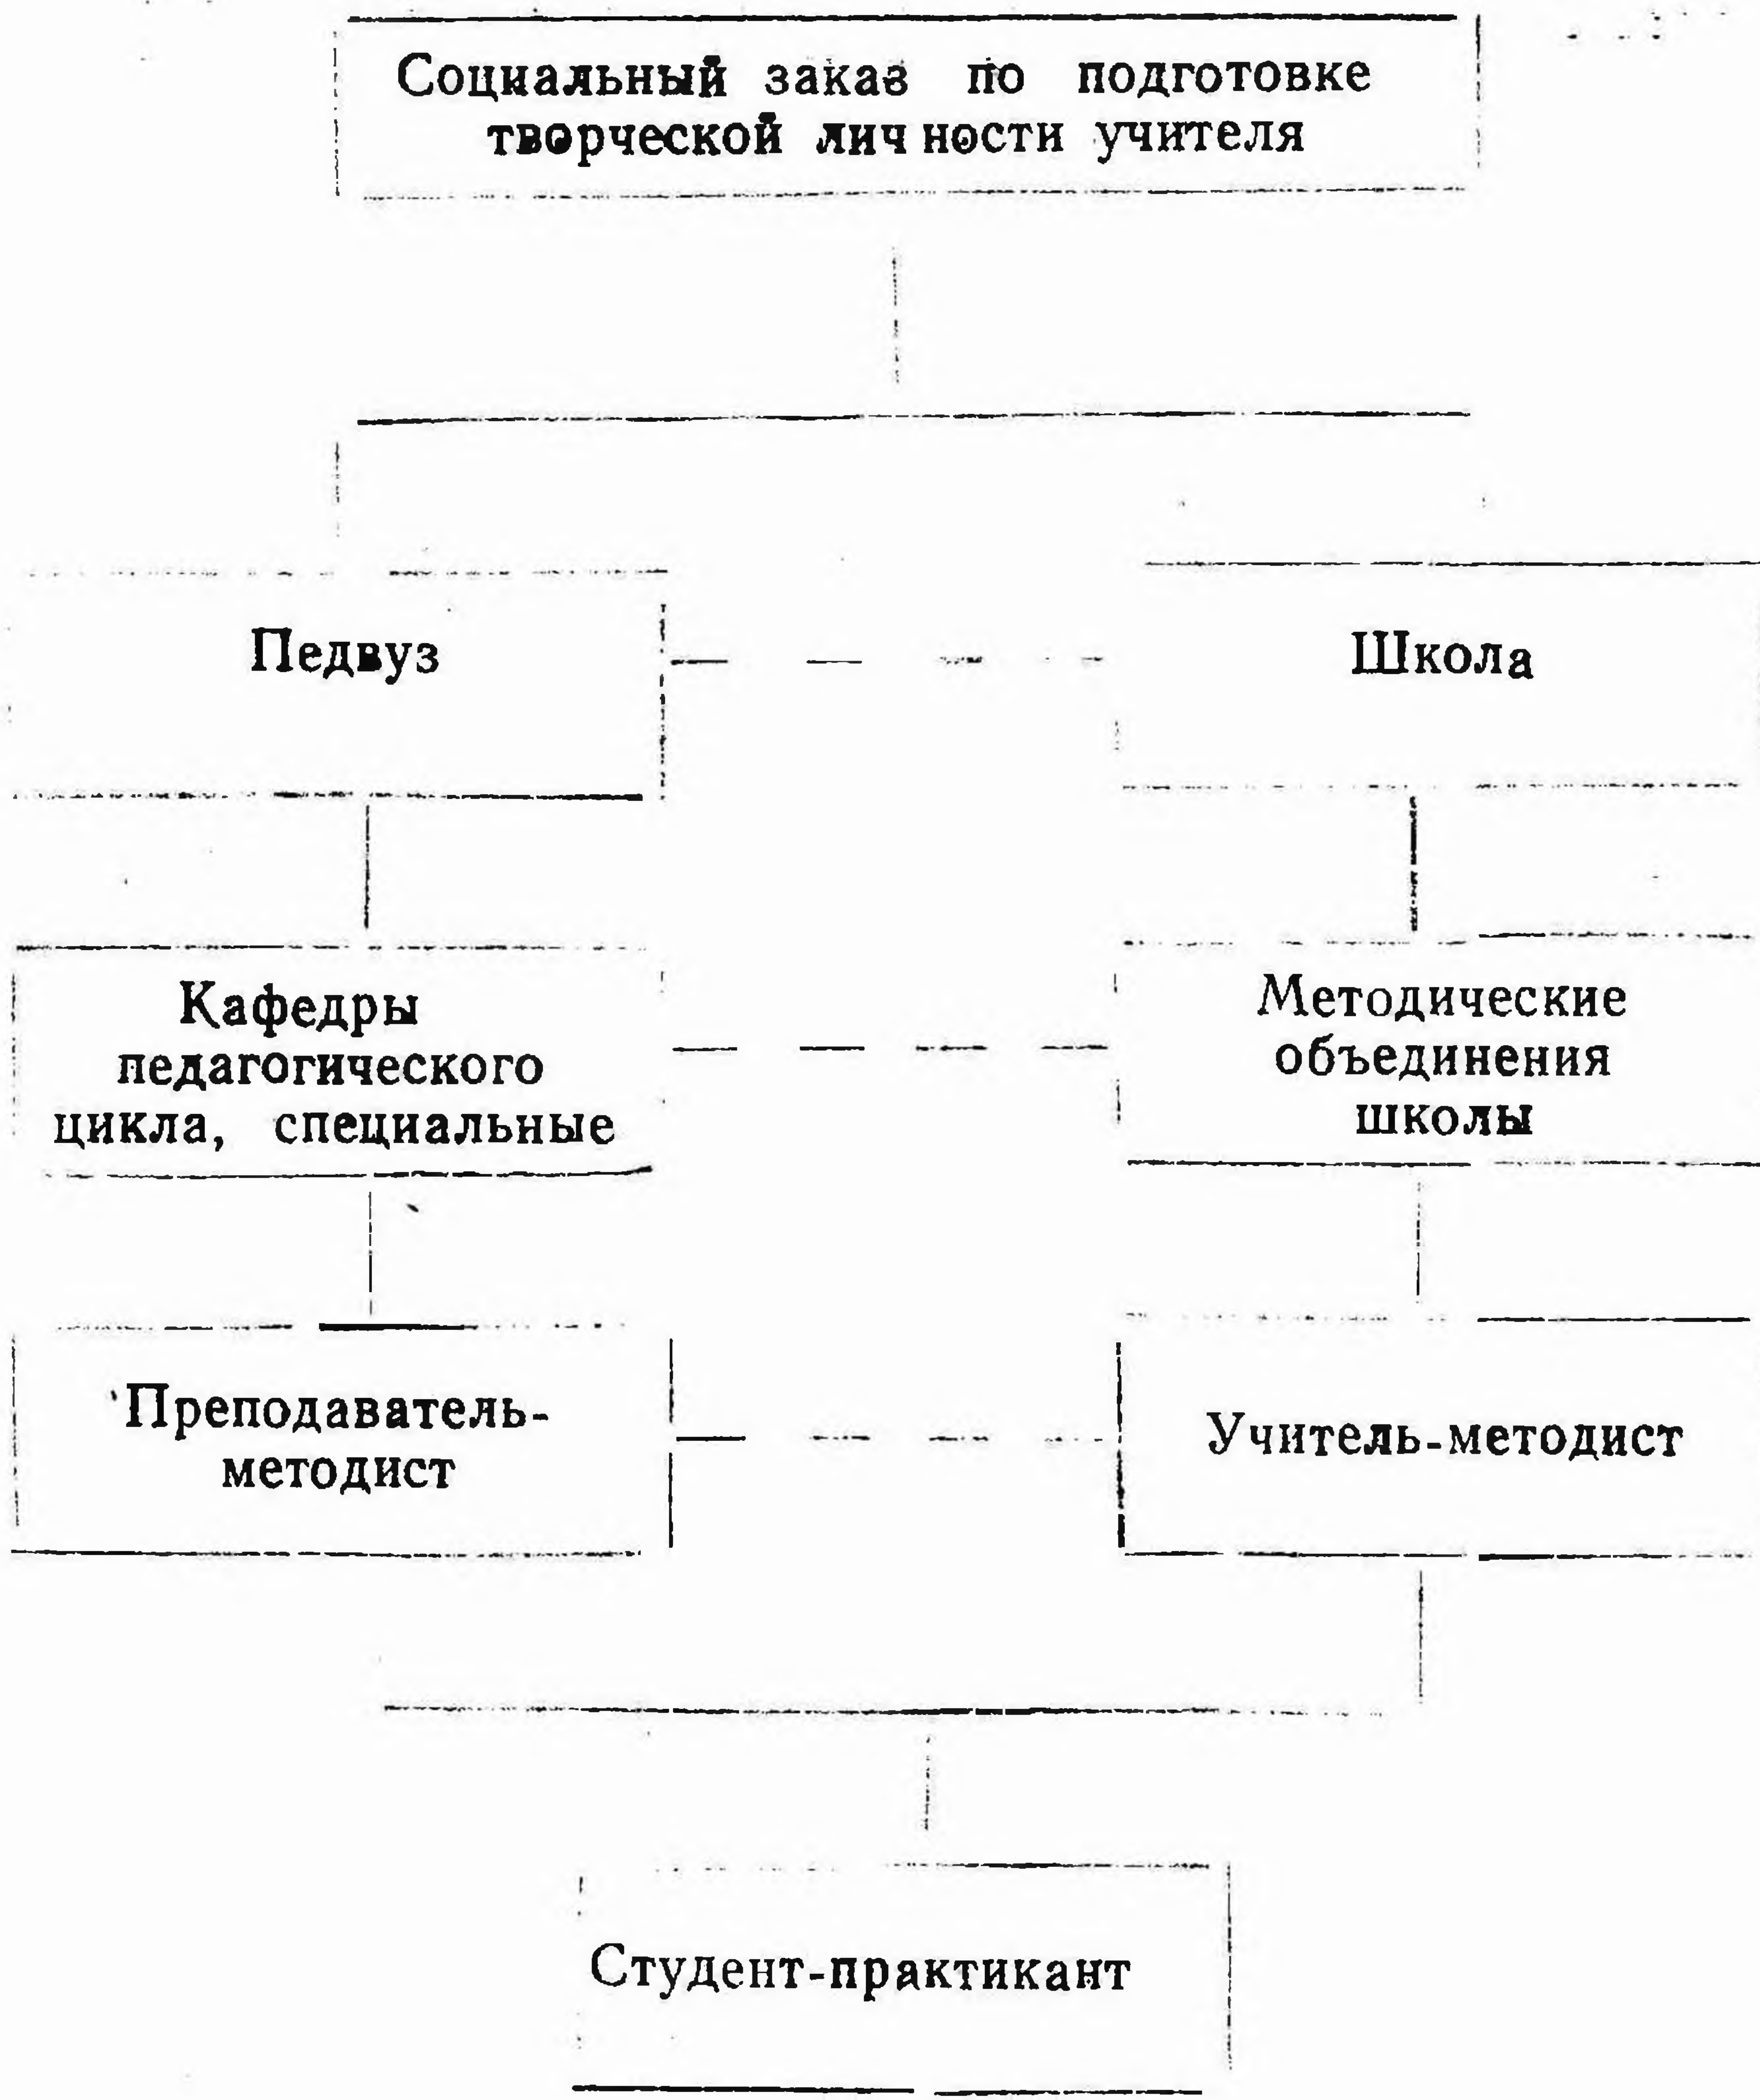 Социальный заказ по подготовке
творческой личности учителя
Педвуз
Школа
Кафедры
педагогического
цикла, специальные
Методические
объединения
школы
Преподаватель-
методист
Учитель-методист
Студент-практикант